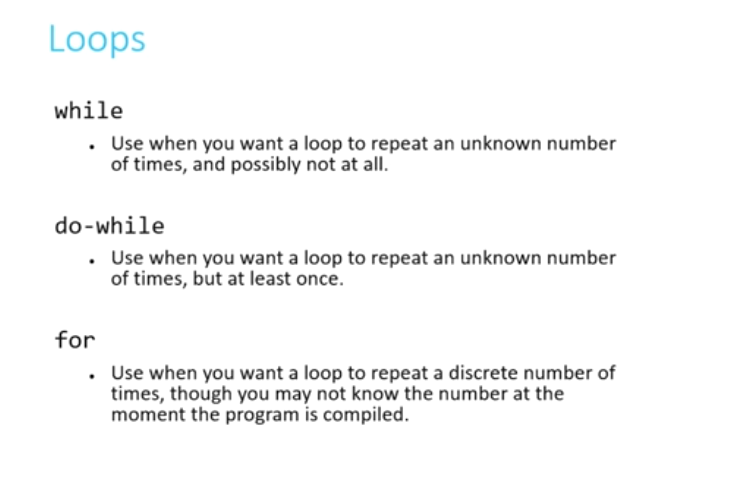 Loops
while
• Use when you want a loop to repeat an unknown number
of times, and possibly not at all.
do-while
• Use when you want a loop to repeat an unknown number
of times, but at least once.
for
• Use when you want a loop to repeat a discrete number of
times, though you may not know the number at the
moment the program is compiled.